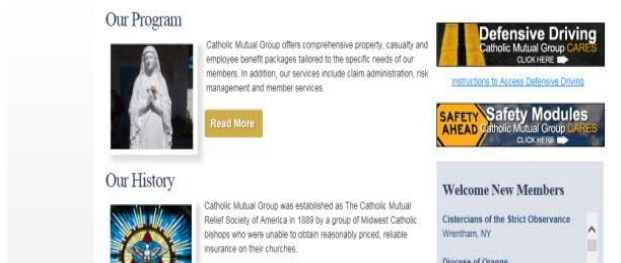 Our Program
Catholic Mutual Group offers comprehensive property, casualty and
employee benefit packages tailored to the specific needs of our
members. In addition, our services include claim administration, risk
management and member services.
Read More
Our History
Catholic Mutual Group was established as The Catholic Mutual
Relief Society of America in 1889 by a group of Midwest Catholic
bishops who were unable to obtain reasonably priced, reliable
insurance on their churches.
Defensive Driving
Catholic Mutual Group CARES
CLICK HERE
Instructions to Access Defensive Driving
SAFETY AHEAD
Safety Modules
Catholic Mutual Group CARES
CLICK HERE
Welcome New Members
Cistercians of the Strict Observance
Wrentham, NY
Diocese of Orange